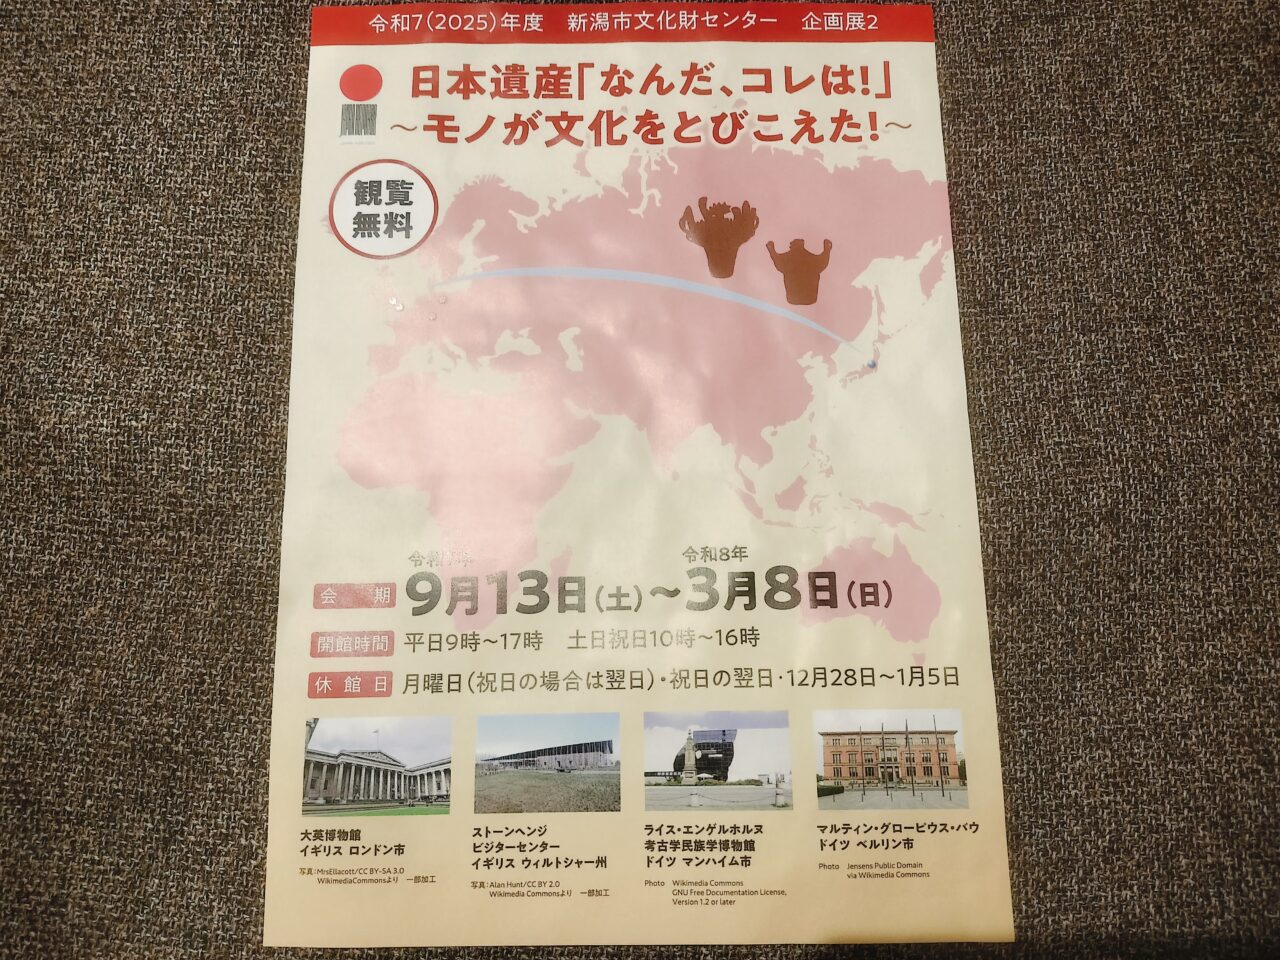 令和7(2025)年度　新潟市文化財センター　企画展2
日本遺産「なんだ、コレは!」
～モノが文化をとびこえた!～
観覧
無料
令和8年
会期 9月13日(土)～3月8日(日)
開館時間 平日9時～17時　土日祝日10時～16時
休館日 月曜日(祝日の場合は翌日)・祝日の翌日・12月28日～1月5日
大英博物館
イギリス ロンドン市
写真:MrsEllacott/CC BY-SA 3.0
WikimediaCommonsより　一部加工
ストーンヘンジ
ビジターセンター
イギリス ウィルトシャー州
写真:Alan Hunt/CC BY 2.0
Wikimedia Commonsより　一部加工
ライス・エンゲルホルヌ
考古学民族学博物館
ドイツ マンハイム市
Photo　Wikimedia Commons
GNU Free Documentation License,
Version 1.2 or later
マルティン・グローピウス・バウ
ドイツ ベルリン市
Photo　Jensens Public Domain
via Wikimedia Commons